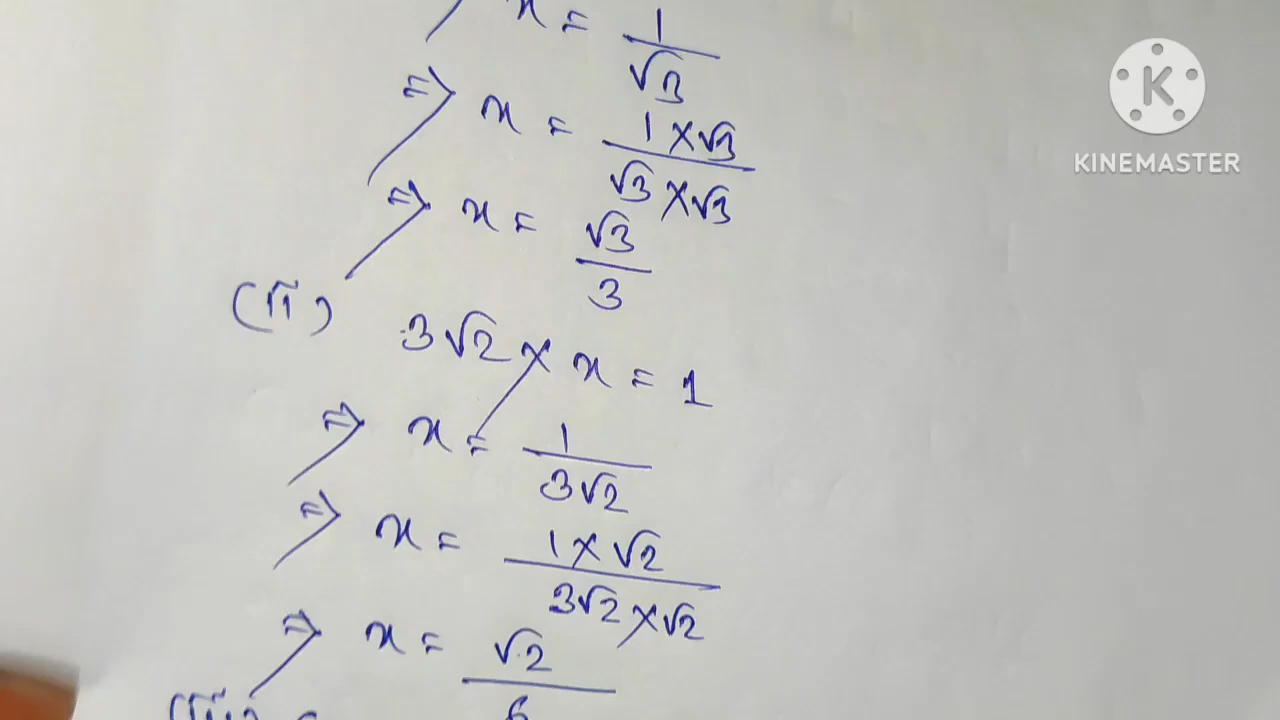 x = 1/√3
⇒ x = (1×√3)/(√3×√3)
⇒ x = √3/3
(ii) 3√2 × x = 1
⇒ x = 1/(3√2)
⇒ x = (1×√2)/(3√2×√2)
⇒ x = √2/6
(iii)
KINEMASTER